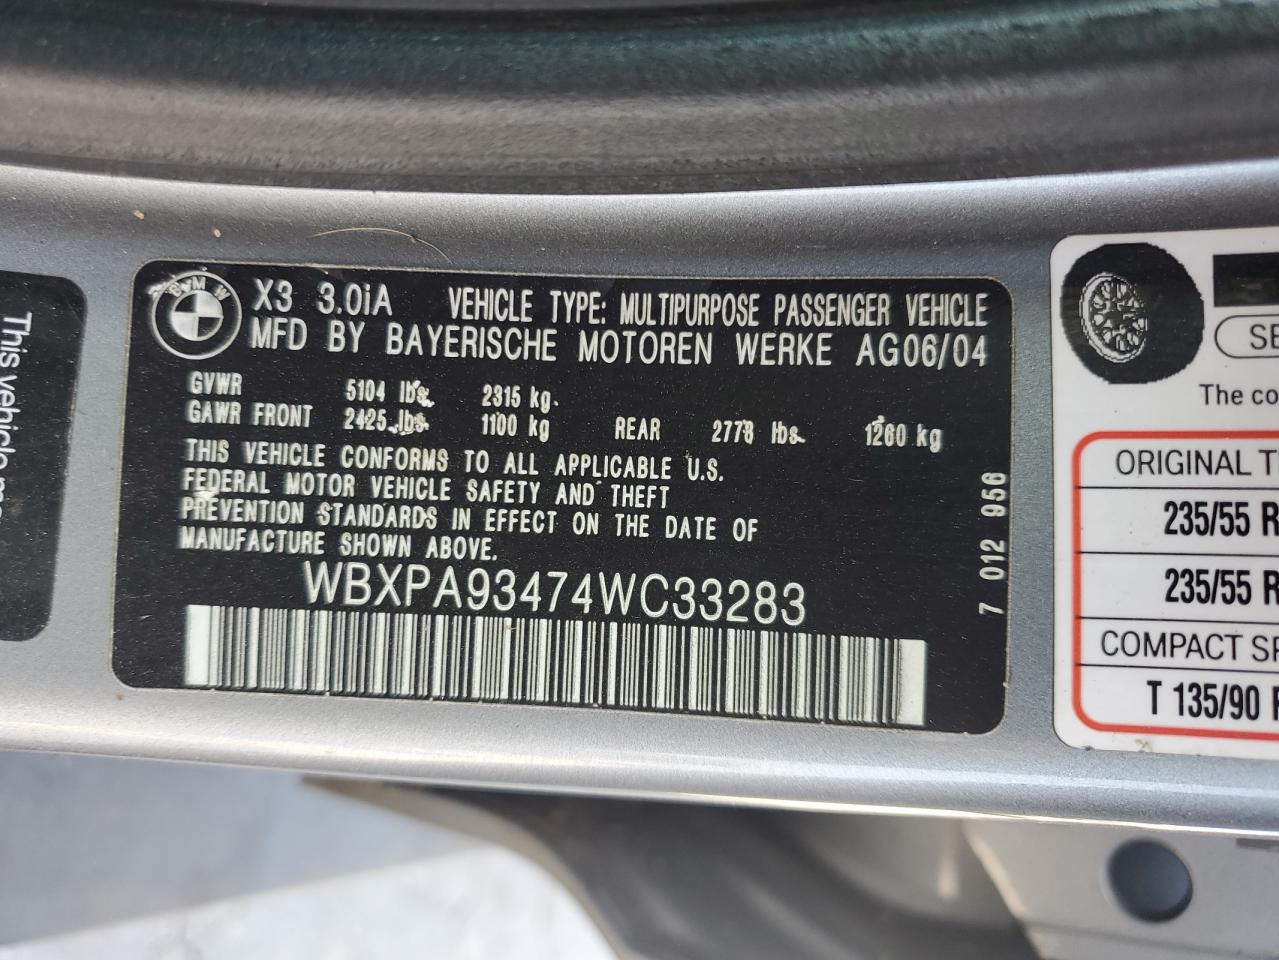 This vehicle
BMW
X3 3.0iA VEHICLE TYPE: MULTIPURPOSE PASSENGER VEHICLE
MFD BY BAYERISCHE MOTOREN WERKE AG06/04
GVWR 5104 lbs. 2315 kg.
GAWR FRONT 2425 lbs. 1100 kg REAR 2778 lbs. 1260 kg
THIS VEHICLE CONFORMS TO ALL APPLICABLE U.S.
FEDERAL MOTOR VEHICLE SAFETY AND THEFT
PREVENTION STANDARDS IN EFFECT ON THE DATE OF
MANUFACTURE SHOWN ABOVE.
WBXPA93474WC33283
7 012 956
SE
The co
ORIGINAL T
235/55 R
235/55 R
COMPACT SP
T 135/90